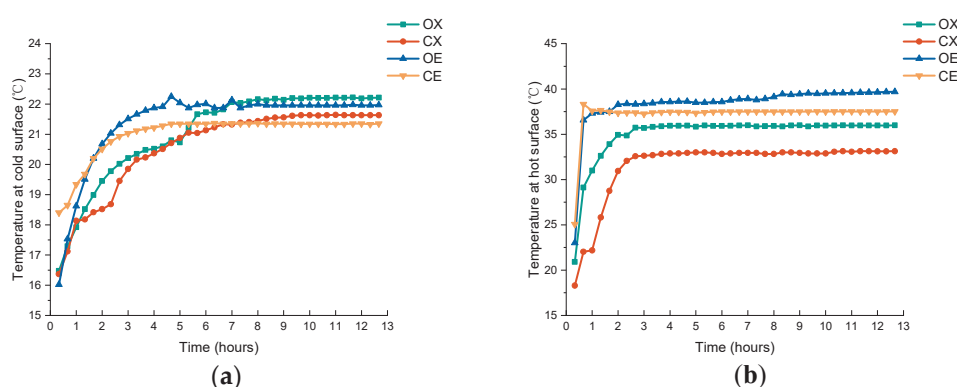 OX
CX
OE
CE
24
23
22
21
20
19
18
17
16
15
Temperature at cold surface (℃)
0 1 2 3 4 5 6 7 8 9 10 11 12 13
Time (hours)
(a)
OX
CX
OE
CE
45
40
35
30
25
20
15
Temperature at hot surface (℃)
0 1 2 3 4 5 6 7 8 9 10 11 12 13
Time (hours)
(b)